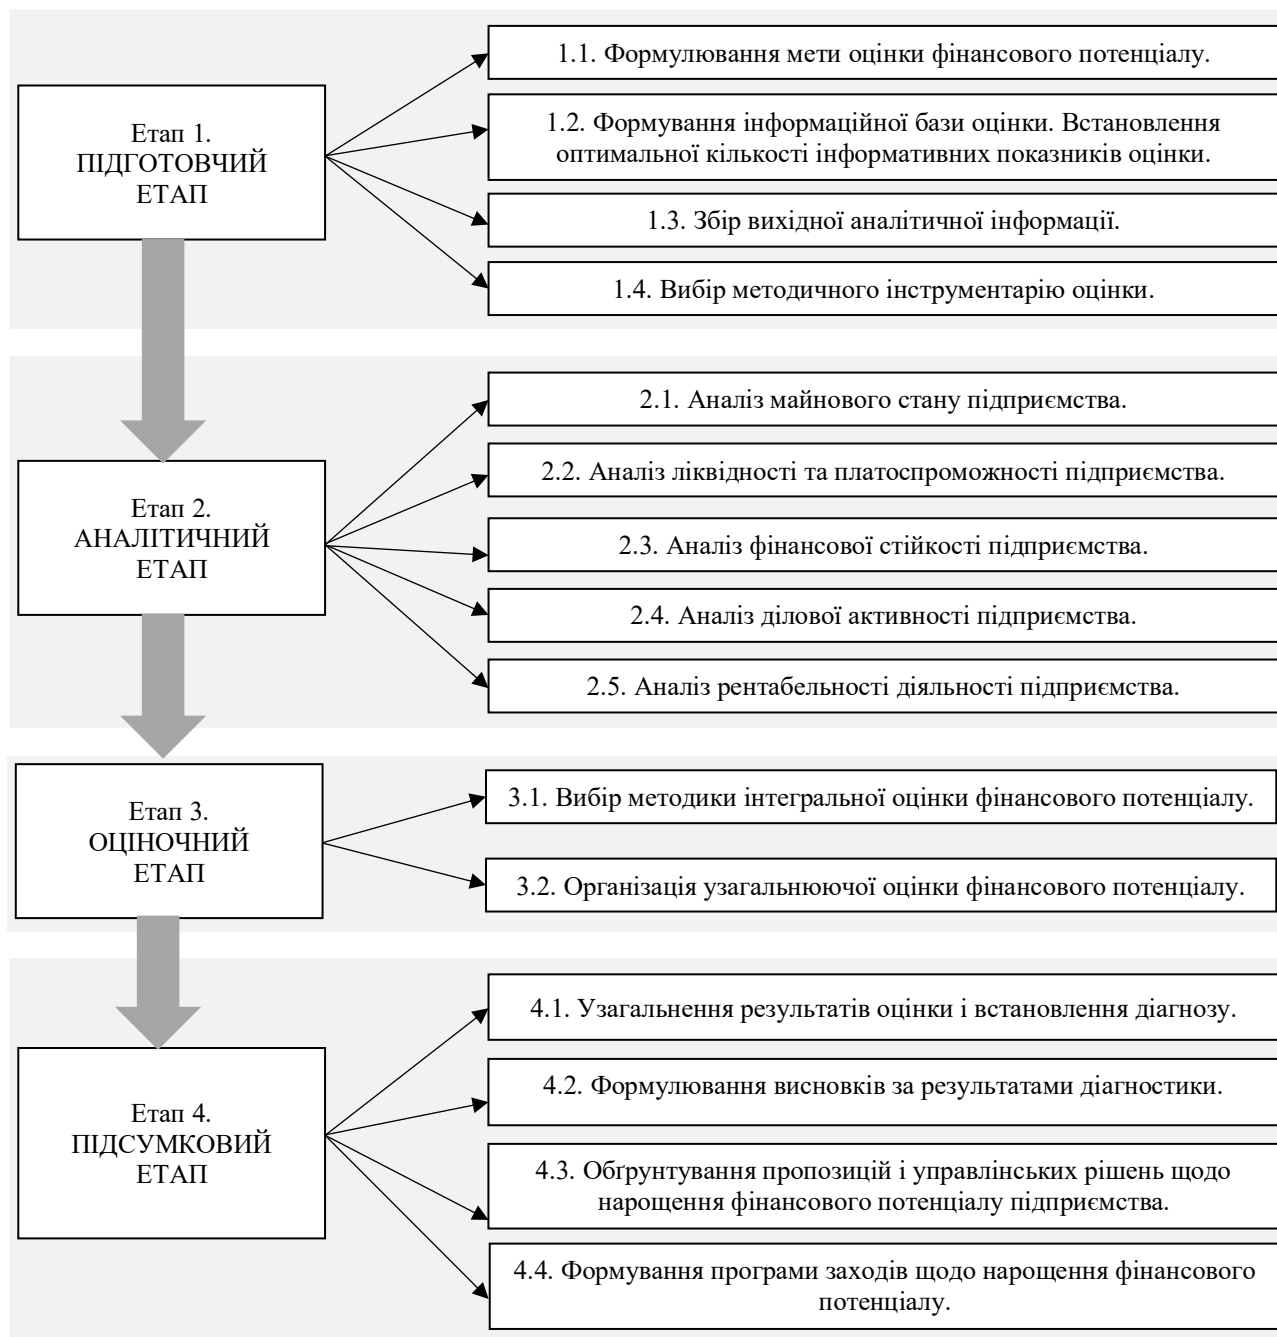 Етап 1.
ПІДГОТОВЧИЙ
ЕТАП
1.1. Формулювання мети оцінки фінансового потенціалу.
1.2. Формування інформаційної бази оцінки. Встановлення
оптимальної кількості інформативних показників оцінки.
1.3. Збір вихідної аналітичної інформації.
1.4. Вибір методичного інструментарію оцінки.
Етап 2.
АНАЛІТИЧНИЙ
ЕТАП
2.1. Аналіз майнового стану підприємства.
2.2. Аналіз ліквідності та платоспроможності підприємства.
2.3. Аналіз фінансової стійкості підприємства.
2.4. Аналіз ділової активності підприємства.
2.5. Аналіз рентабельності діяльності підприємства.
Етап 3.
ОЦІНОЧНИЙ
ЕТАП
3.1. Вибір методики інтегральної оцінки фінансового потенціалу.
3.2. Організація узагальнюючої оцінки фінансового потенціалу.
Етап 4.
ПІДСУМКОВИЙ
ЕТАП
4.1. Узагальнення результатів оцінки і встановлення діагнозу.
4.2. Формулювання висновків за результатами діагностики.
4.3. Обґрунтування пропозицій і управлінських рішень щодо
нарощення фінансового потенціалу підприємства.
4.4. Формування програми заходів щодо нарощення фінансового
потенціалу.